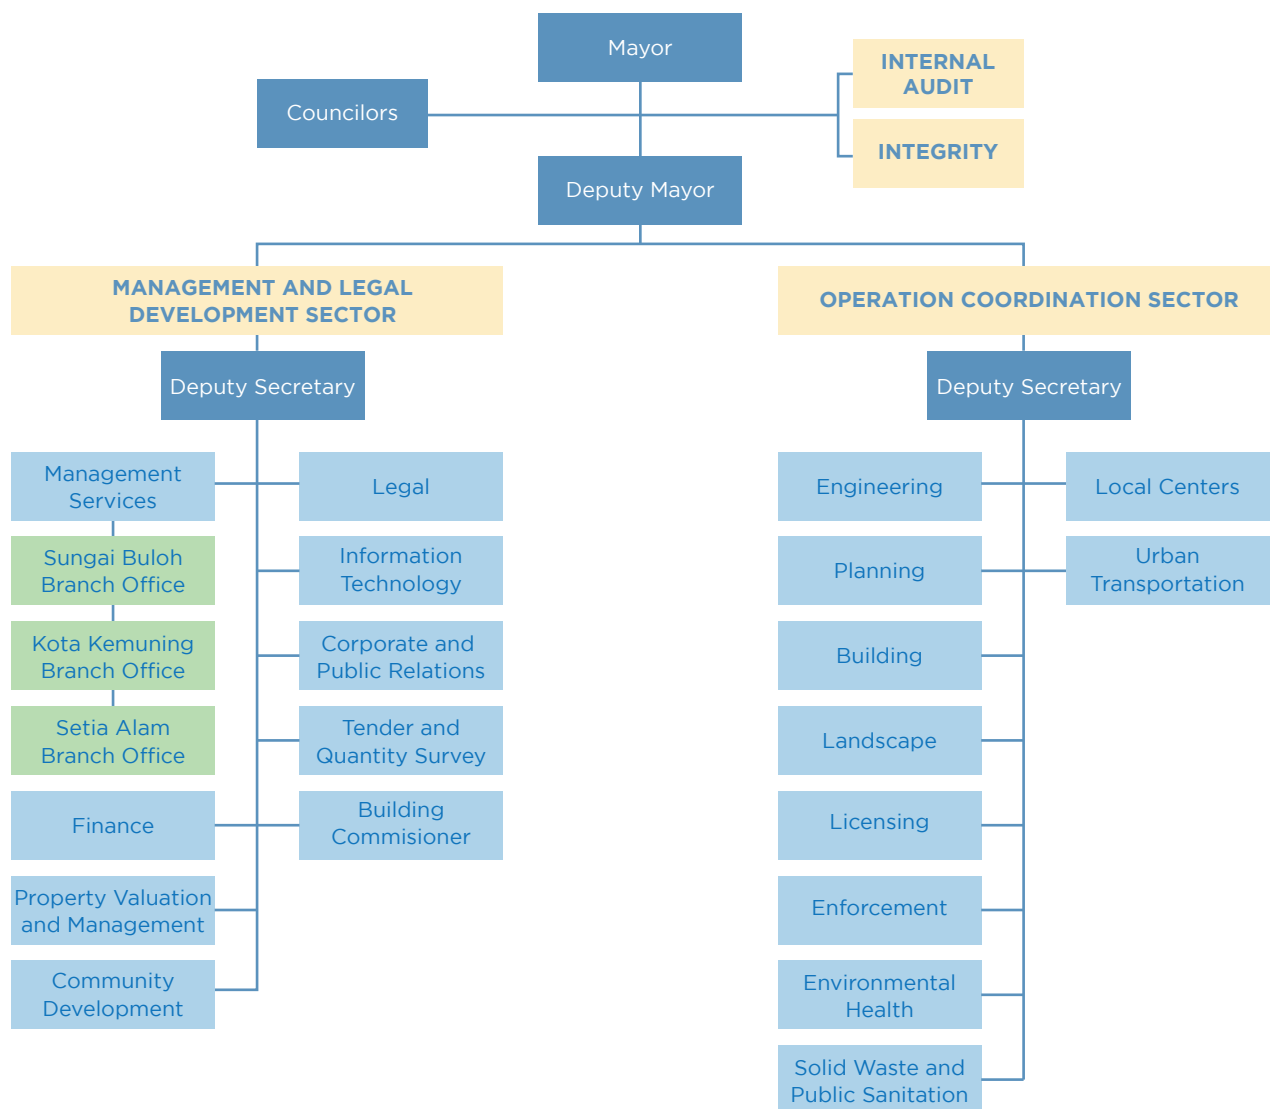 Mayor
INTERNAL
AUDIT
Councilors
INTEGRITY
Deputy Mayor
MANAGEMENT AND LEGAL
DEVELOPMENT SECTOR
OPERATION COORDINATION SECTOR
Deputy Secretary
Deputy Secretary
Management
Services
Legal
Sungai Buloh
Branch Office
Information
Technology
Kota Kemuning
Branch Office
Corporate and
Public Relations
Setia Alam
Branch Office
Tender and
Quantity Survey
Finance
Building
Commisioner
Property Valuation
and Management
Community
Development
Engineering
Local Centers
Planning
Urban
Transportation
Building
Landscape
Licensing
Enforcement
Environmental
Health
Solid Waste and
Public Sanitation